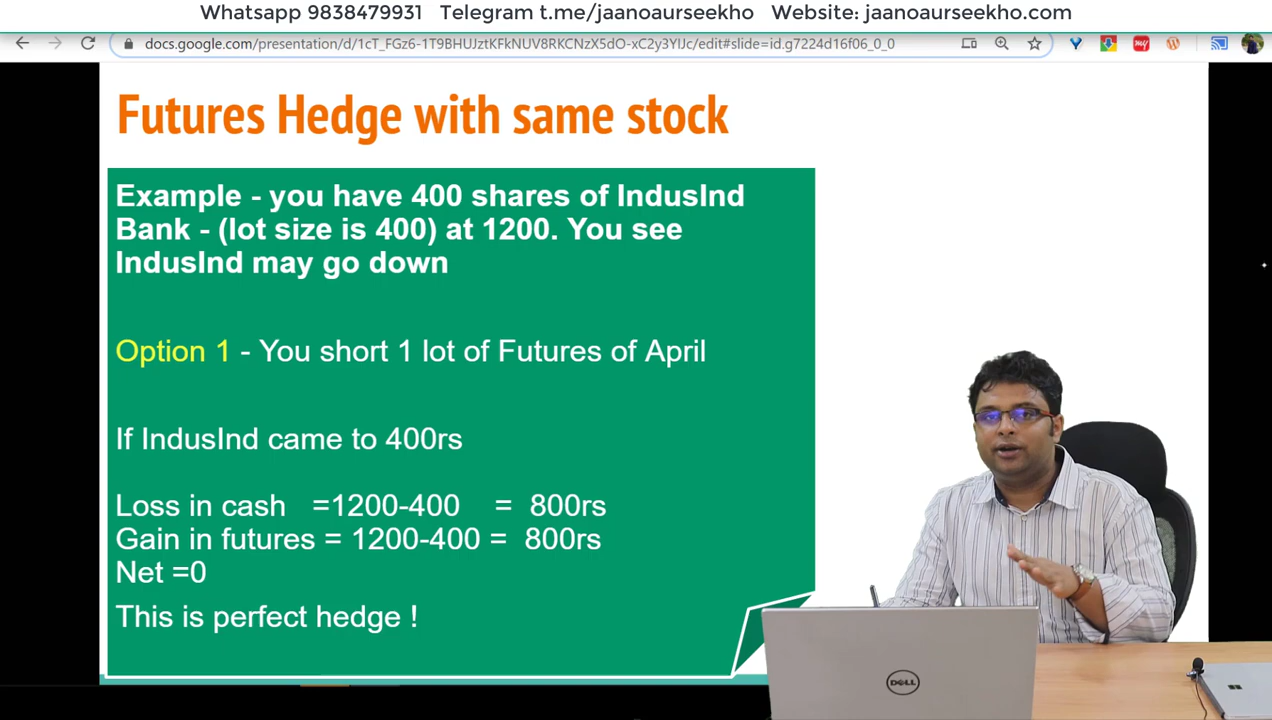 Whatsapp 9838479931 Telegram t.me/jaanoaurseekho Website: jaanoaurseekho.com
docs.google.com/presentation/d/1cT_FGz6-1T9BHUJztKFkNUV8RKCNzX5dO-xC2y3YIJc/edit#slide=id.g7224d16f06_0_0
Futures Hedge with same stock
Example - you have 400 shares of IndusInd
Bank - (lot size is 400) at 1200. You see
IndusInd may go down
Option 1 - You short 1 lot of Futures of April
If IndusInd came to 400rs
Loss in cash =1200-400 = 800rs
Gain in futures = 1200-400 = 800rs
Net =0
This is perfect hedge !
DELL